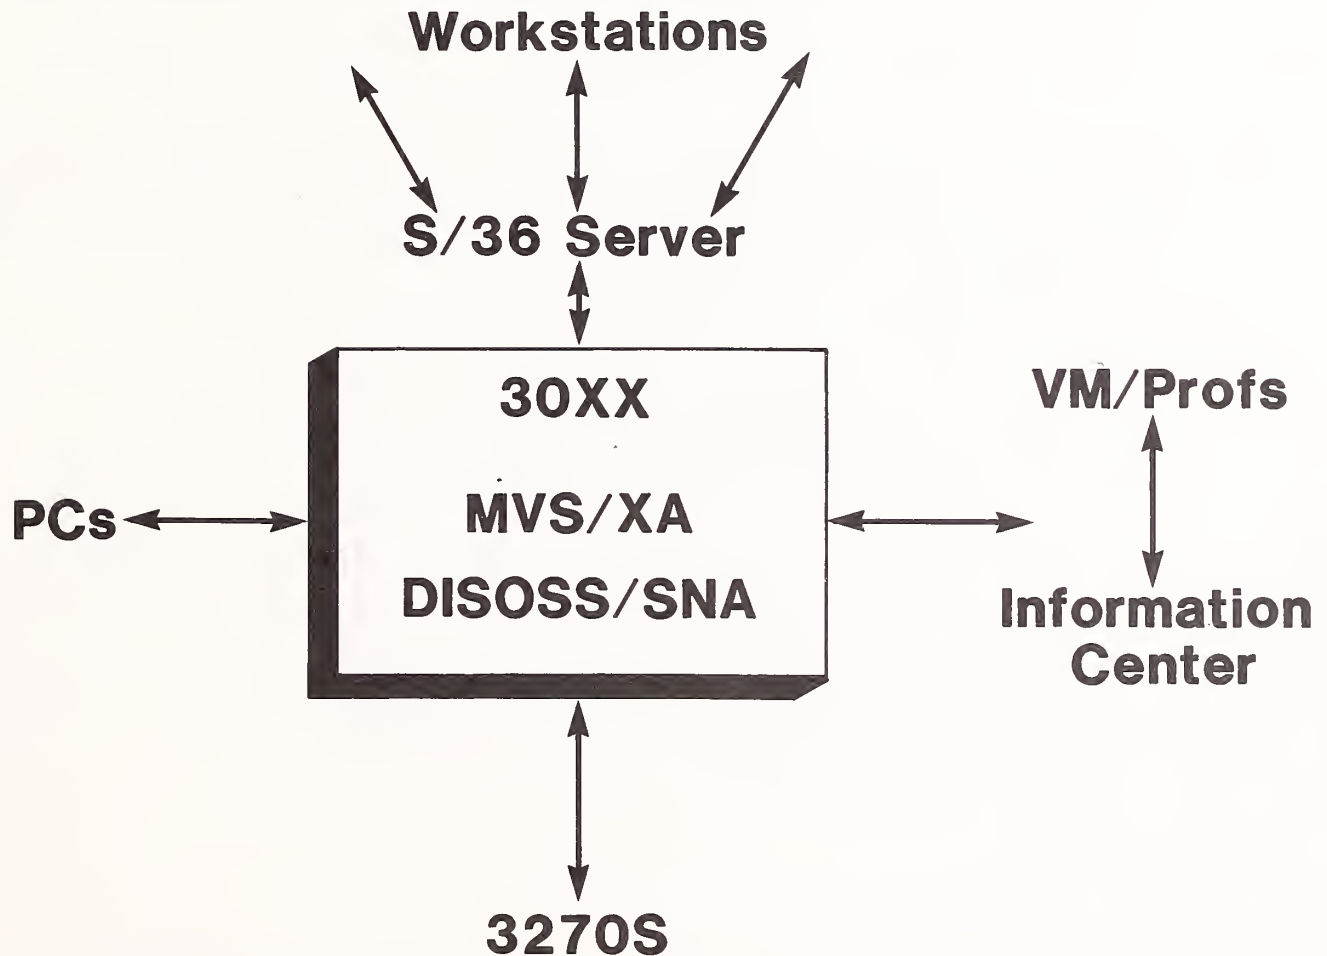 Workstations
S/36 Server
30XX
VM/Profs
PCs
MVS/XA
DISOSS/SNA
Information
Center
3270S